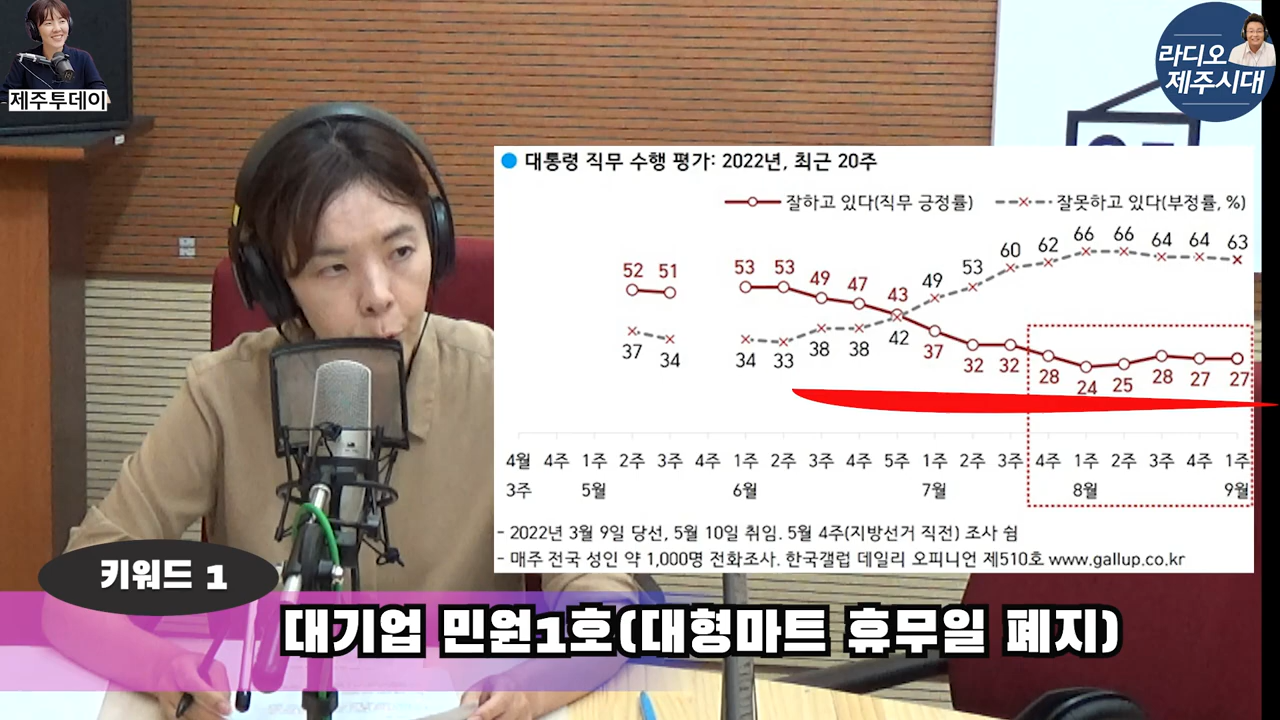 제주투데이
라디오
제주시대
대통령 직무 수행 평가: 2022년, 최근 20주
잘하고 있다(직무 긍정률) 잘못하고 있다(부정률, %)
52 51 53 53 49 47 43 37 32 32 28 24 25 28 27 27
37 34 34 33 38 38 42 49 53 60 62 66 66 64 64 63
4월 4주 1주 2주 3주 4주 1주 2주 3주 4주 5주 1주 2주 3주 4주 1주 2주 3주 4주 1주
3주 5월 6월 7월 8월 9월
- 2022년 3월 9일 당선, 5월 10일 취임. 5월 4주(지방선거 직전) 조사 쉼
- 매주 전국 성인 약 1,000명 전화조사. 한국갤럽 데일리 오피니언 제510호 www.gallup.co.kr
키워드 1
대기업 민원1호(대형마트 휴무일 폐지)